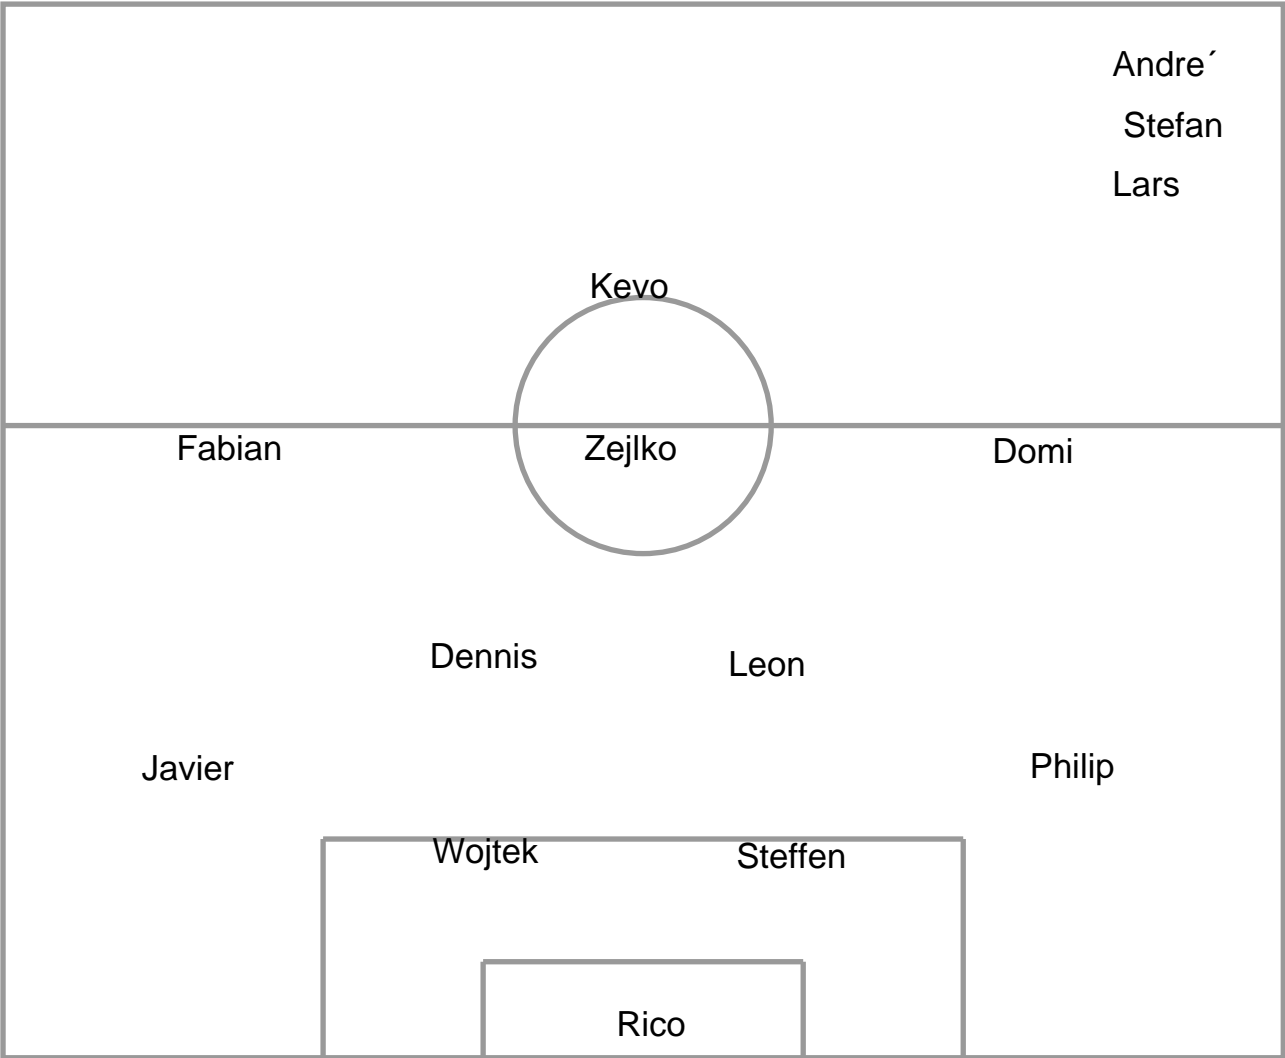 Andre´
Stefan
Lars
Kevo
Fabian Zejlko Domi
Dennis Leon
Javier Philip
Wojtek Steffen
Rico